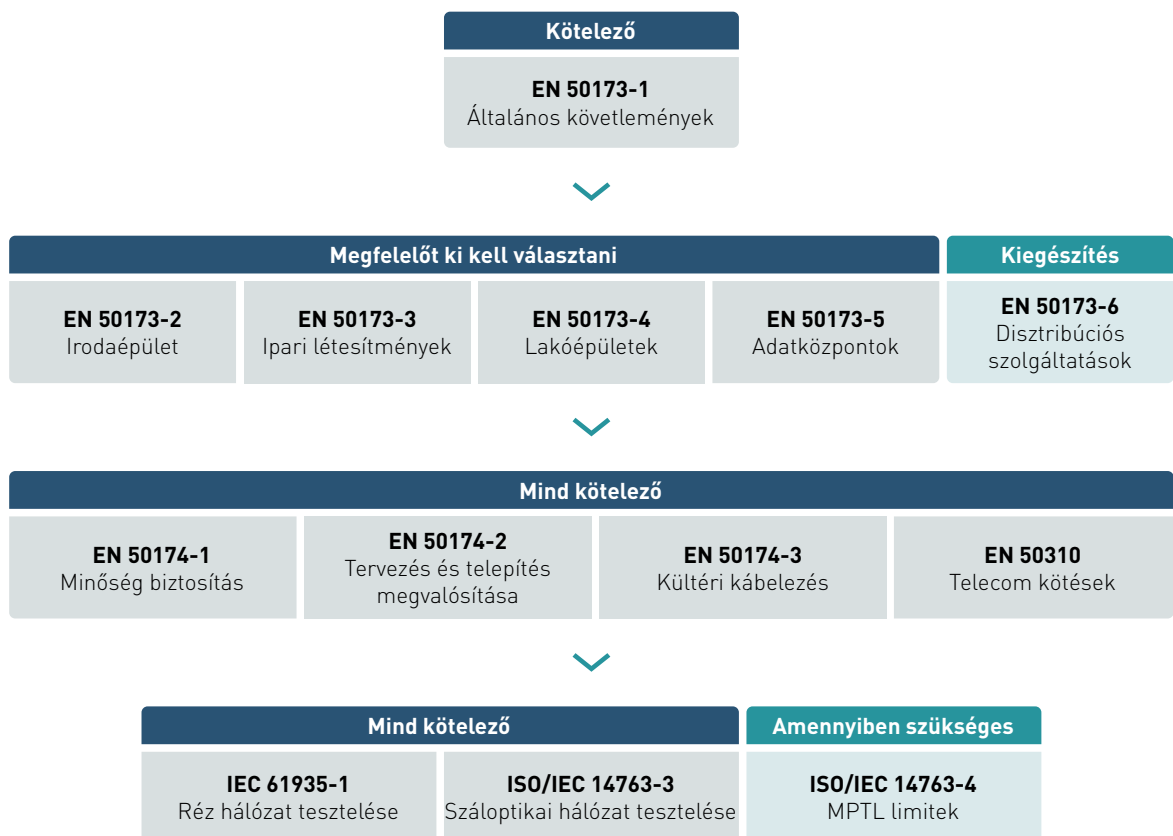 Kötelező
EN 50173-1
Általános követlemények
Megfelelőt ki kell választani
Kiegészítés
EN 50173-2
Irodaépület
EN 50173-3
Ipari létesítmények
EN 50173-4
Lakóépületek
EN 50173-5
Adatközpontok
EN 50173-6
Disztribúciós
szolgáltatások
Mind kötelező
EN 50174-1
Minőség biztosítás
EN 50174-2
Tervezés és telepítés
megvalósítása
EN 50174-3
Kültéri kábelezés
EN 50310
Telecom kötések
Mind kötelező
Amennyiben szükséges
IEC 61935-1
Réz hálózat tesztelése
ISO/IEC 14763-3
Száloptikai hálózat tesztelése
ISO/IEC 14763-4
MPTL limitek